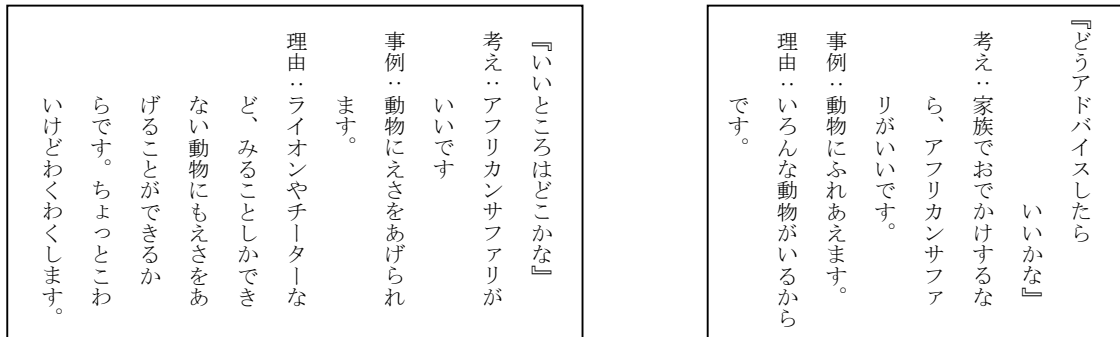 『どうアドバイスしたら
いいかな』
考え：家族でおでかけするな
ら、アフリカンサファ
リがいいです。
事例：動物にふれあえます。
理由：いろんな動物がいるから
です。
『いいところはどこかな』
考え：アフリカンサファリが
いいです
事例：動物にえさをあげられ
ます。
理由：ライオンやチーターな
ど、みることしかでき
ない動物にもえさをあ
げることができるか
らです。ちょっとこわ
いけどわくわくします。